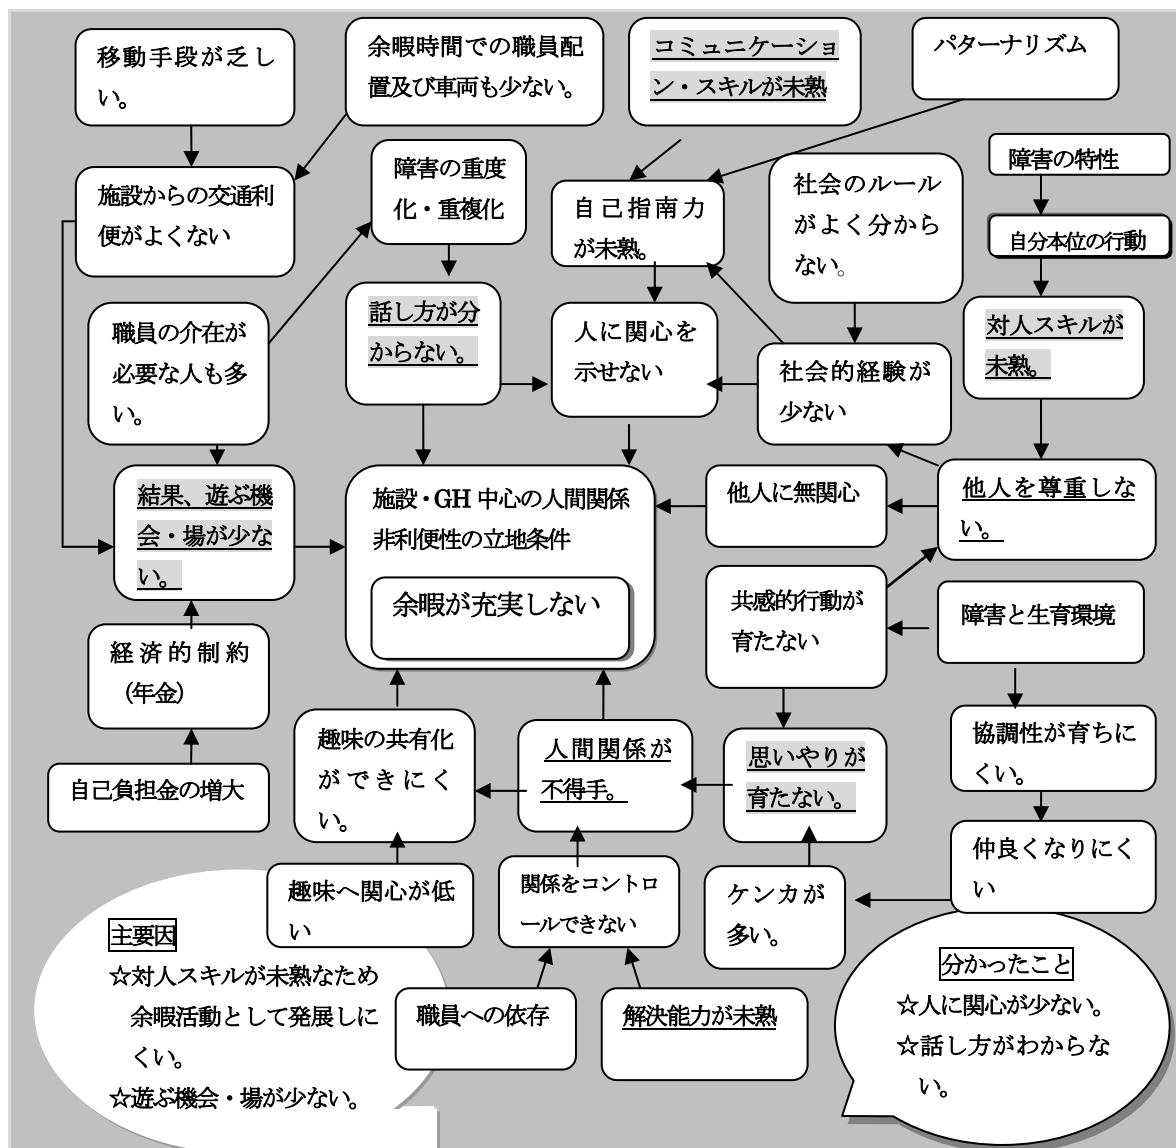 移動手段が乏し
い。
余暇時間での職員配
置及び車両も少ない。
コミュニケーショ
ン・スキルが未熟
パターナリズム
障害の重度
化・重複化
障害の特性
施設からの交通利
便がよくない
自己指南力
が未熟。
社会のルール
がよく分から
ない。
自分本位の行動
職員の介在が
必要な人も多
い。
話し方が分
からない。
人に関心を
示せない
社会的経験が
少ない
対人スキルが
未熟。
結果、遊ぶ機
会・場が少な
い。
施設・GH 中心の人間関係
非利便性の立地条件
余暇が充実しない
他人に無関心
他人を尊重しな
い。
共感的行動が
育たない
障害と生育環境
経済的制約
（年金）
自己負担金の増大
趣味の共有化
ができにく
い。
人間関係が
不得手。
思いやりが
育たない。
協調性が育ちに
くい。
趣味へ関心が低
い
関係をコントロ
ールできない
ケンカが
多い。
仲良くなりにく
い
職員への依存
解決能力が未熟
主要因
☆対人スキルが未熟なため
余暇活動として発展しに
くい。
☆遊ぶ機会・場が少ない。
分かったこと
☆人に関心が少ない。
☆話し方がわからな
い。